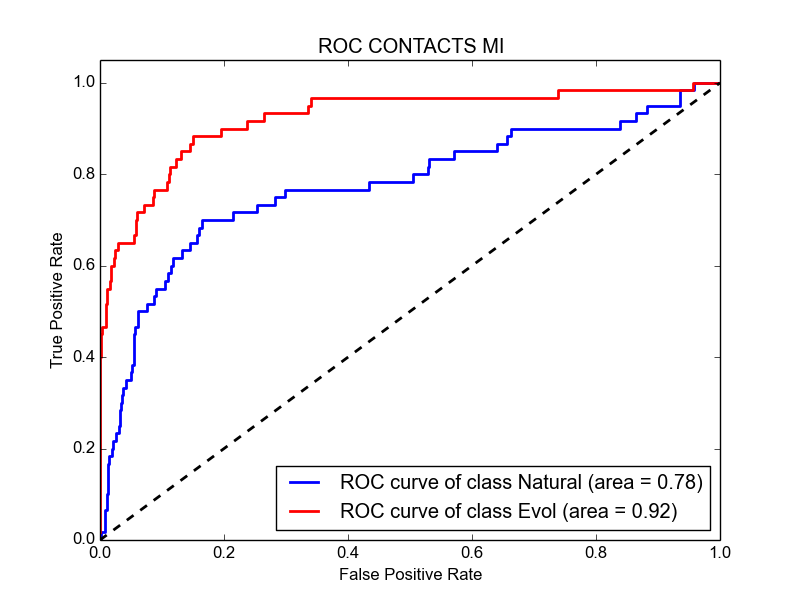 ROC CONTACTS MI
True Positive Rate
1.0
0.8
0.6
0.4
0.2
0.0
ROC curve of class Natural (area = 0.78)
ROC curve of class Evol (area = 0.92)
0.0 0.2 0.4 0.6 0.8 1.0
False Positive Rate